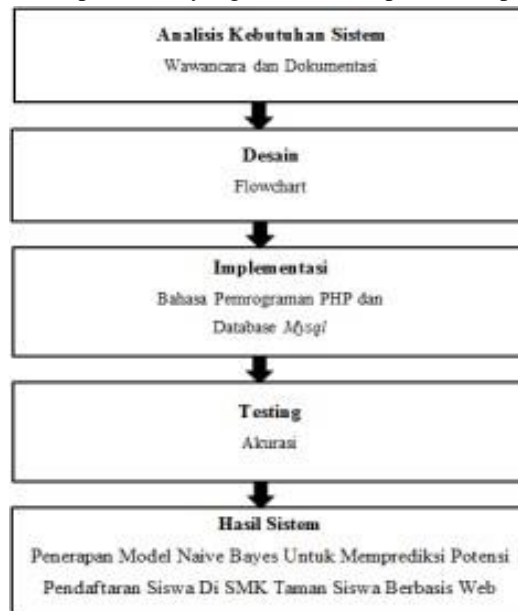 Analisis Kebutuhan Sistem
Wawancara dan Dokumentasi
Desain
Flowchart
Implementasi
Bahasa Pemrograman PHP dan
Database Mysql
Testing
Akurasi
Hasil Sistem
Penerapan Model Naive Bayes Untuk Memprediksi Potensi
Pendaftaran Siswa Di SMK Taman Siswa Berbasis Web